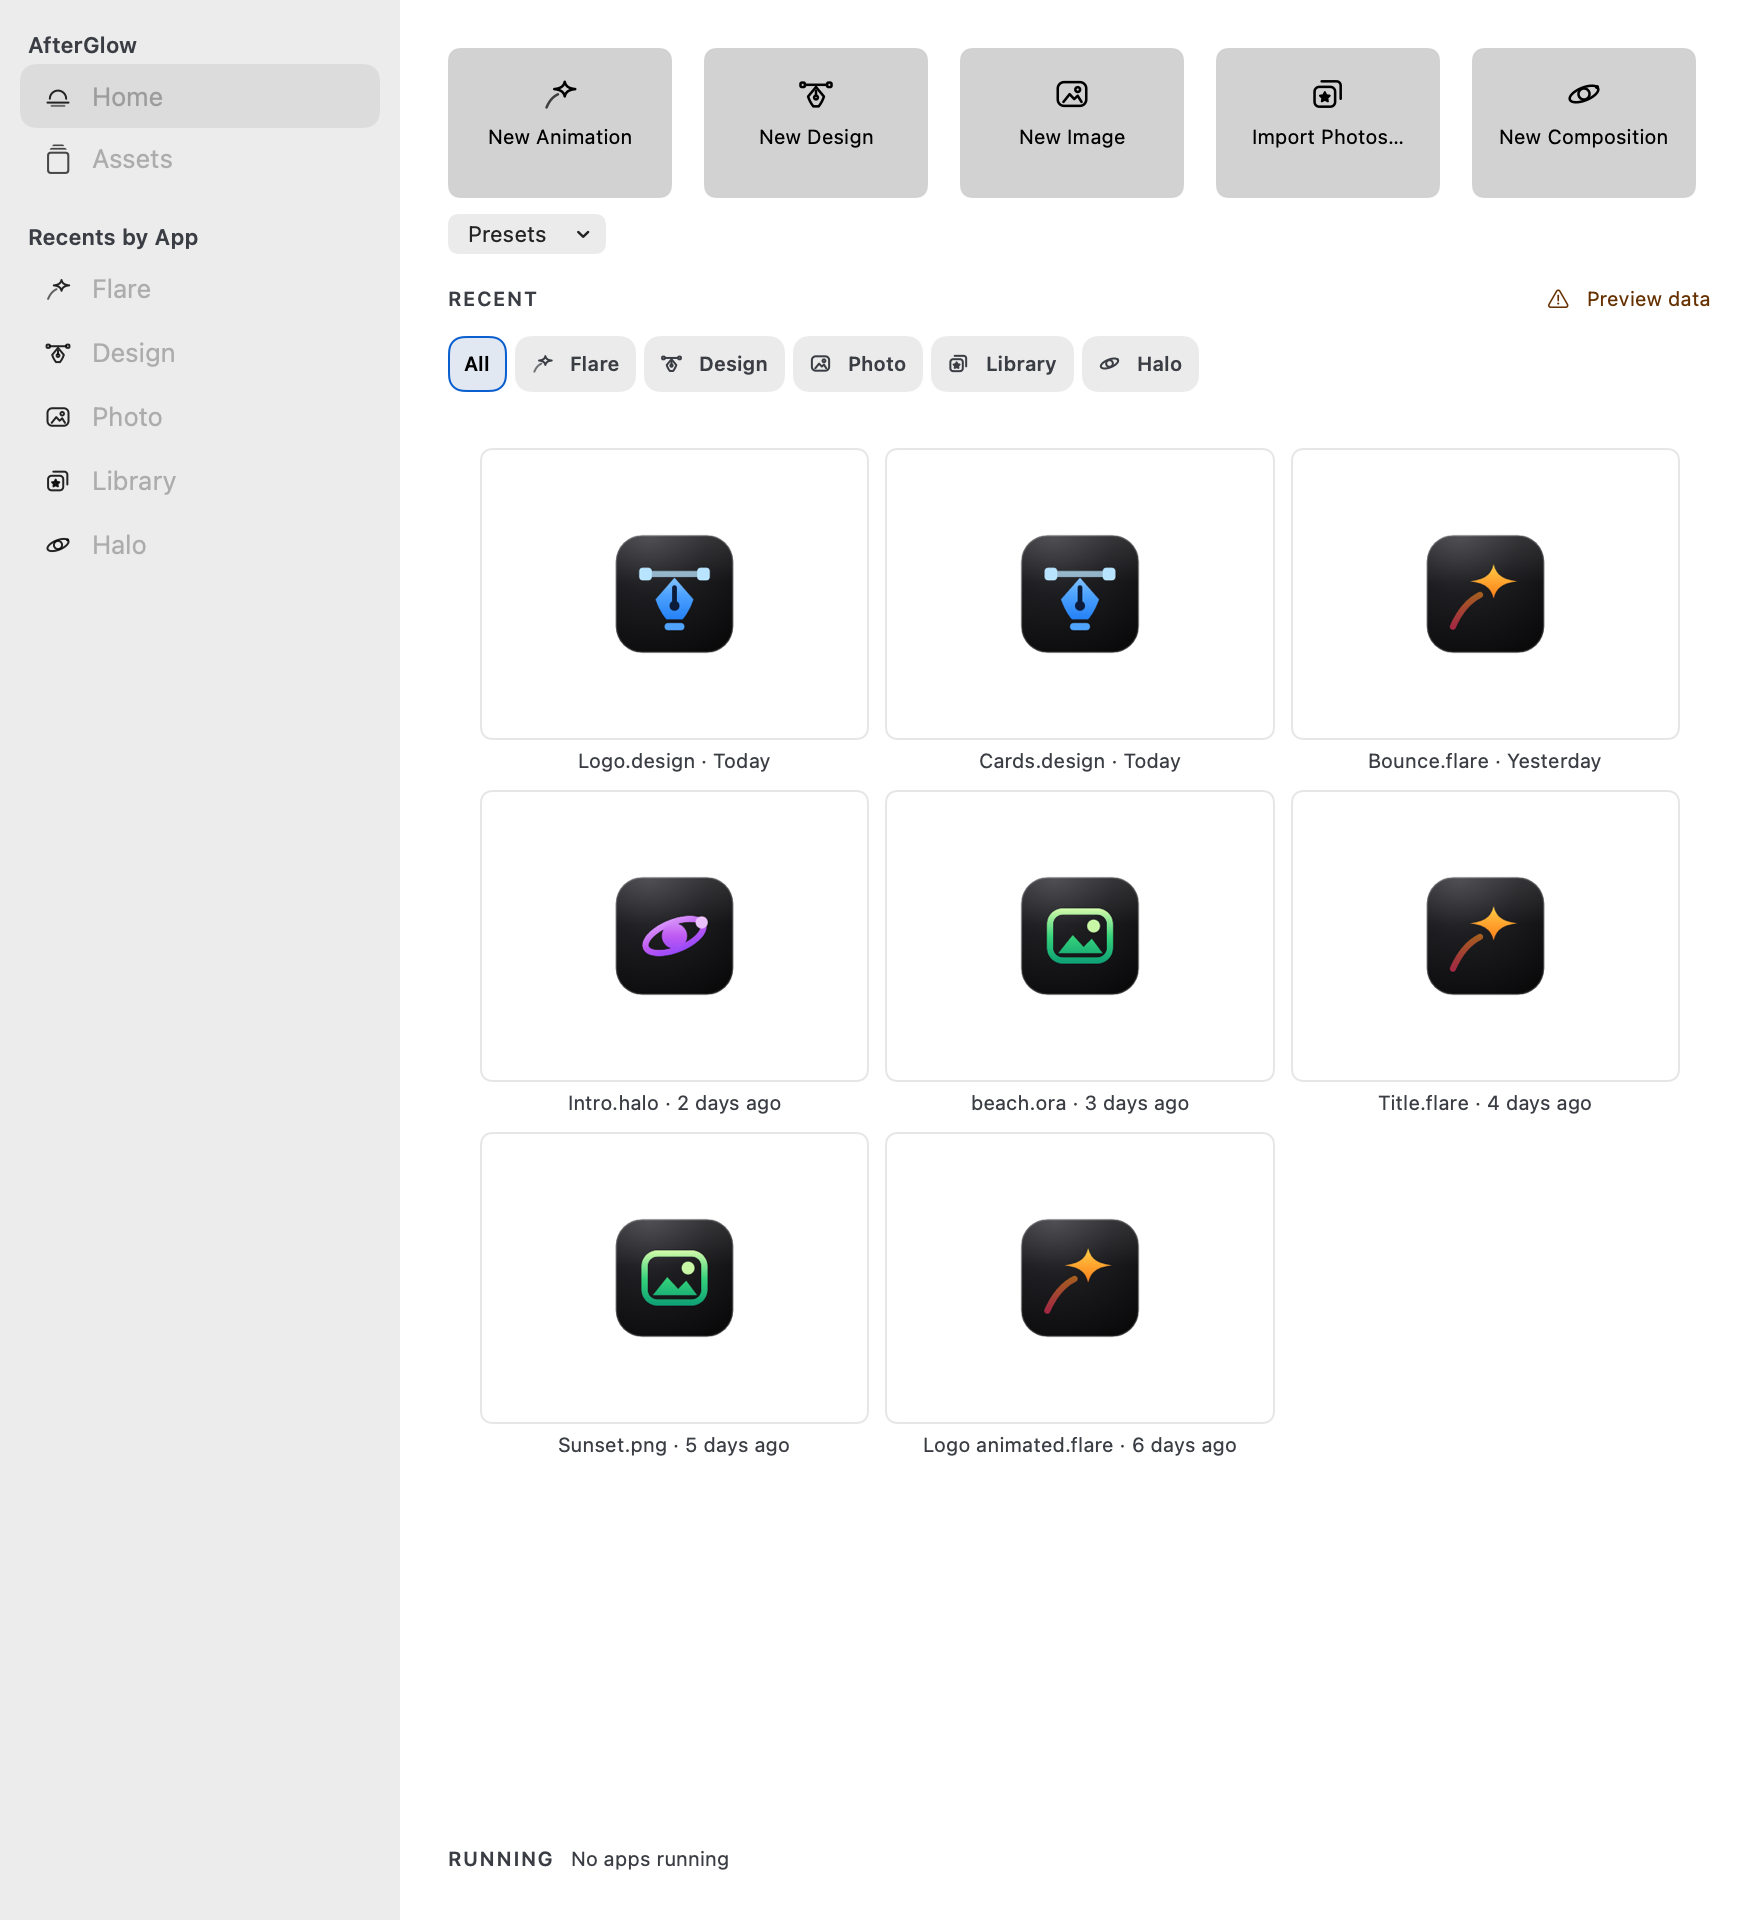 AfterGlow
Home
Assets
Recents by App
Flare
Design
Photo
Library
Halo
New Animation
New Design
New Image
Import Photos...
New Composition
Presets
RECENT
Preview data
All
Flare
Design
Photo
Library
Halo
Logo.design · Today
Cards.design · Today
Bounce.flare · Yesterday
Intro.halo · 2 days ago
beach.ora · 3 days ago
Title.flare · 4 days ago
Sunset.png · 5 days ago
Logo animated.flare · 6 days ago
RUNNING No apps running